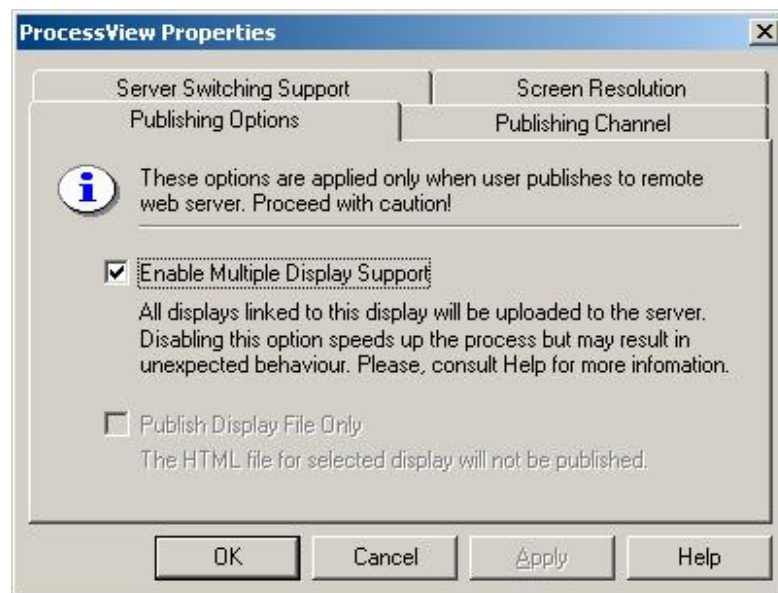 ProcessView Properties
Server Switching Support
Screen Resolution
Publishing Options
Publishing Channel
These options are applied only when user publishes to remote
web server. Proceed with caution!
Enable Multiple Display Support
All displays linked to this display will be uploaded to the server.
Disabling this option speeds up the process but may result in
unexpected behaviour. Please, consult Help for more infomation.
Publish Display File Only
The HTML file for selected display will not be published.
OK
Cancel
Apply
Help